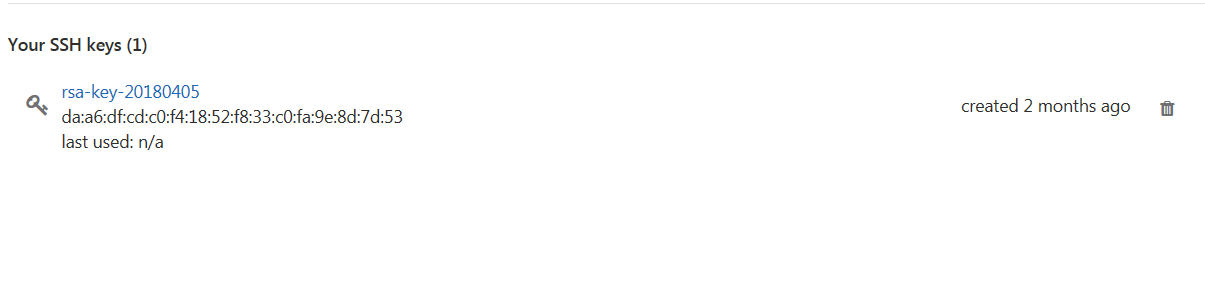 Your SSH keys (1)
rsa-key-20180405
da:a6:df:cd:c0:f4:18:52:f8:33:c0:fa:9e:8d:7d:53
created 2 months ago
last used: n/a